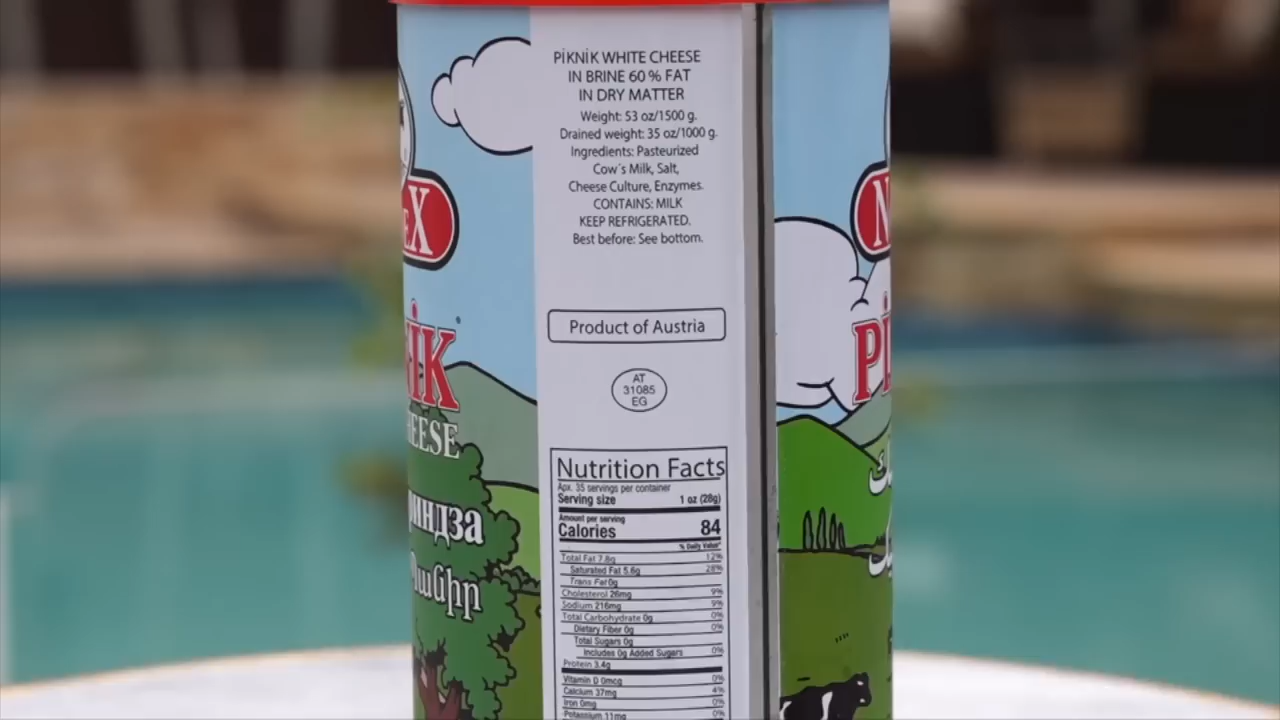 PİKNİK WHITE CHEESE
IN BRINE 60 % FAT
IN DRY MATTER
Weight: 53 oz/1500 g.
Drained weight: 35 oz/1000 g.
Ingredients: Pasteurized
Cow´s Milk, Salt,
Cheese Culture, Enzymes.
CONTAINS: MILK
KEEP REFRIGERATED.
Best before: See bottom.
Product of Austria
AT
31085
EG
Nutrition Facts
Apx. 35 servings per container
Serving size 1 oz (28g)
Amount per serving
Calories 84
% Daily Value*
Total Fat 7.8g 12%
Saturated Fat 5.6g 28%
Trans Fat 0g
Cholesterol 26mg 9%
Sodium 216mg 9%
Total Carbohydrate 0g 0%
Dietary Fiber 0g 0%
Total Sugars 0g
Includes 0g Added Sugars 0%
Protein 3.4g
Vitamin D 0mcg 0%
Calcium 37mg 4%
Iron 0mg 0%
Potassium 11mg 0%
X
İK
EESE
индза
անիր
N
Pİ